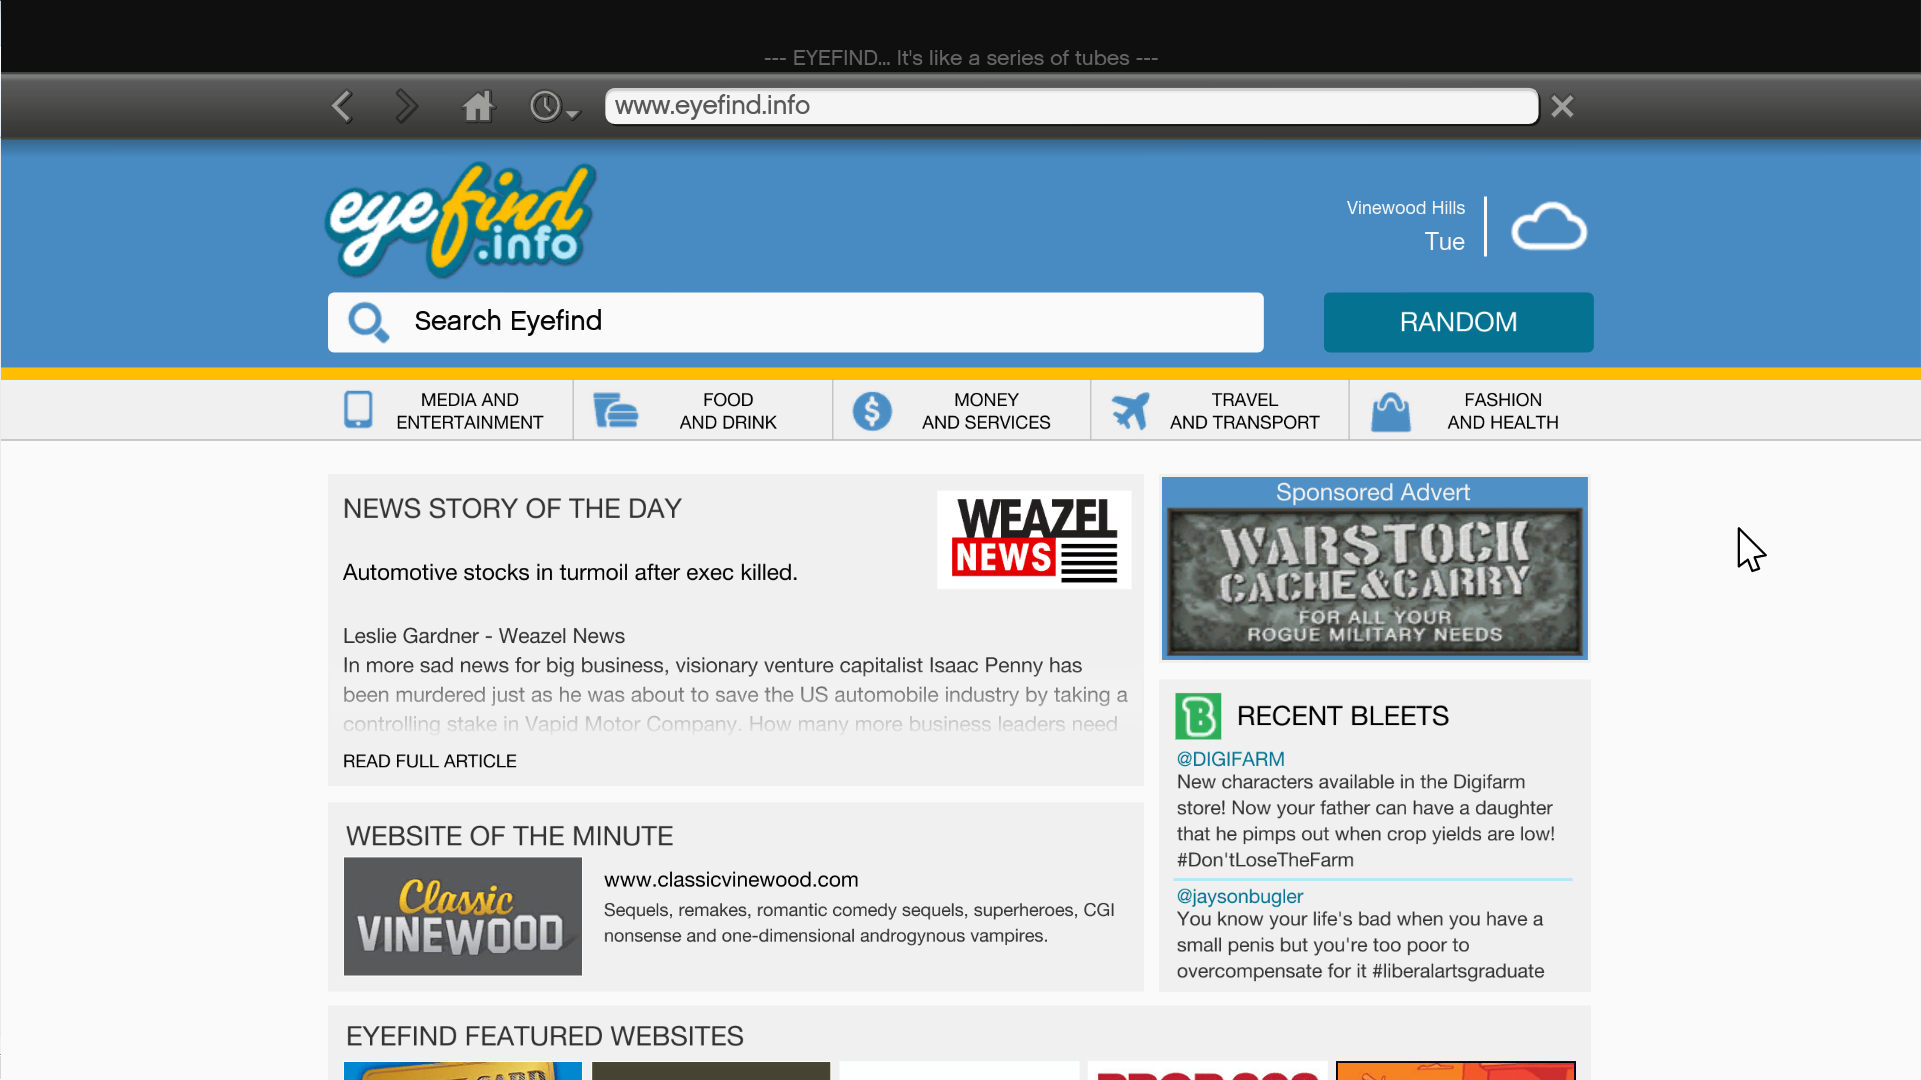 --- EYEFIND... It's like a series of tubes ---
www.eyefind.info
eyefind
.info
Vinewood Hills
Tue
Search Eyefind
RANDOM
MEDIA AND
ENTERTAINMENT
FOOD
AND DRINK
MONEY
AND SERVICES
TRAVEL
AND TRANSPORT
FASHION
AND HEALTH
NEWS STORY OF THE DAY
WEAZEL
NEWS
Automotive stocks in turmoil after exec killed.
Leslie Gardner - Weazel News
In more sad news for big business, visionary venture capitalist Isaac Penny has
been murdered just as he was about to save the US automobile industry by taking a
controlling stake in Vapid Motor Company. How many more business leaders need
READ FULL ARTICLE
Sponsored Advert
WARSTOCK
CACHE&CARRY
FOR ALL YOUR
ROGUE MILITARY NEEDS
RECENT BLEETS
@DIGIFARM
New characters available in the Digifarm
store! Now your father can have a daughter
that he pimps out when crop yields are low!
#Don'tLoseTheFarm
@jaysonbugler
You know your life's bad when you have a
small penis but you're too poor to
overcompensate for it #liberalartsgraduate
WEBSITE OF THE MINUTE
Classic
VINEWOOD
www.classicvinewood.com
Sequels, remakes, romantic comedy sequels, superheroes, CGI
nonsense and one-dimensional androgynous vampires.
EYEFIND FEATURED WEBSITES